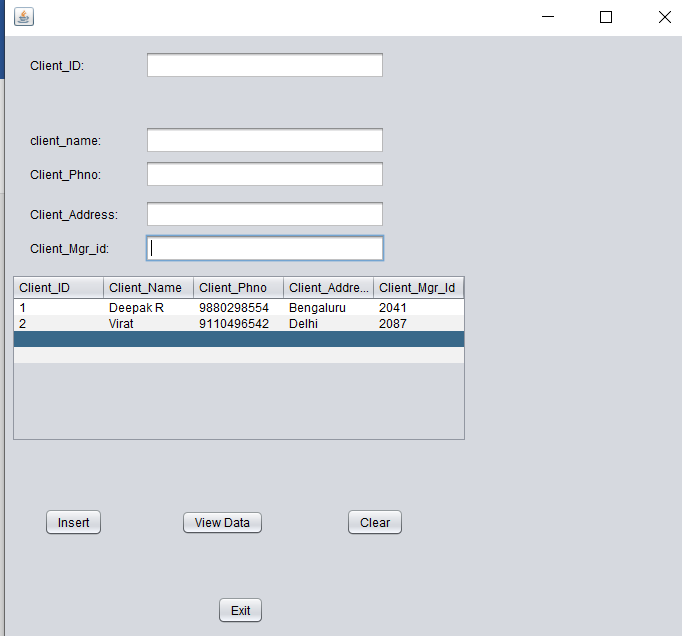 Client_ID:
client_name:
Client_Phno:
Client_Address:
Client_Mgr_id:
Client_ID Client_Name Client_Phno Client_Addre... Client_Mgr_Id
1 Deepak R 9880298554 Bengaluru 2041
2 Virat 9110496542 Delhi 2087
Insert View Data Clear
Exit